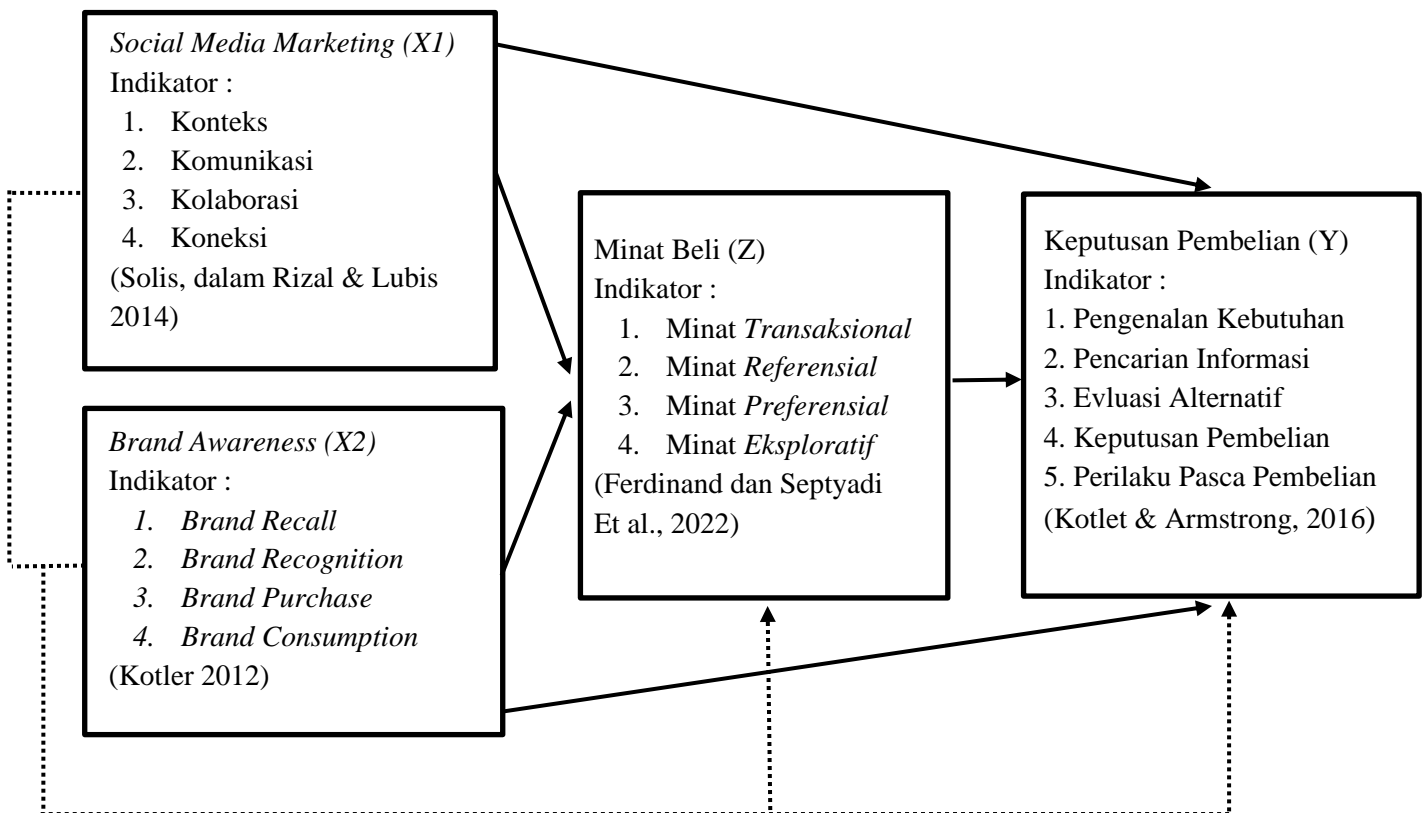 Social Media Marketing (X1)
Indikator :
1. Konteks
2. Komunikasi
3. Kolaborasi
4. Koneksi
(Solis, dalam Rizal & Lubis
2014)
Brand Awareness (X2)
Indikator :
1. Brand Recall
2. Brand Recognition
3. Brand Purchase
4. Brand Consumption
(Kotler 2012)
Minat Beli (Z)
Indikator :
1. Minat Transaksional
2. Minat Referensial
3. Minat Preferensial
4. Minat Eksploratif
(Ferdinand dan Septyadi
Et al., 2022)
Keputusan Pembelian (Y)
Indikator :
1. Pengenalan Kebutuhan
2. Pencarian Informasi
3. Evluasi Alternatif
4. Keputusan Pembelian
5. Perilaku Pasca Pembelian
(Kotlet & Armstrong, 2016)